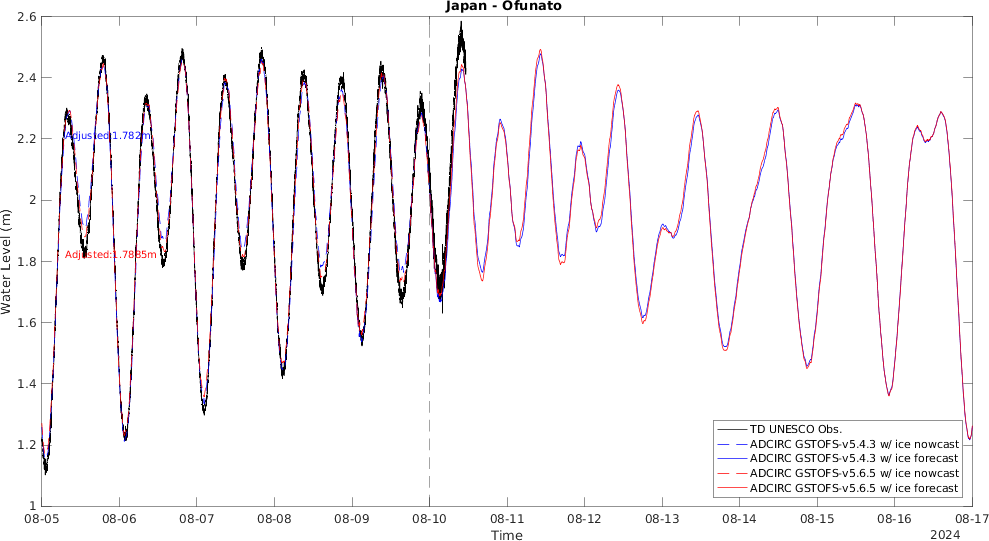 Japan - Ofunato
2.6
2.4
2.2
2
1.8
1.6
1.4
1.2
1
Water Level (m)
Adjusted:1.782m
Adjusted:1.7885m
TD UNESCO Obs.
ADCIRC GSTOFS-v5.4.3 w/ ice nowcast
ADCIRC GSTOFS-v5.4.3 w/ ice forecast
ADCIRC GSTOFS-v5.6.5 w/ ice nowcast
ADCIRC GSTOFS-v5.6.5 w/ ice forecast
08-05 08-06 08-07 08-08 08-09 08-10 08-11 08-12 08-13 08-14 08-15 08-16 08-17
Time
2024